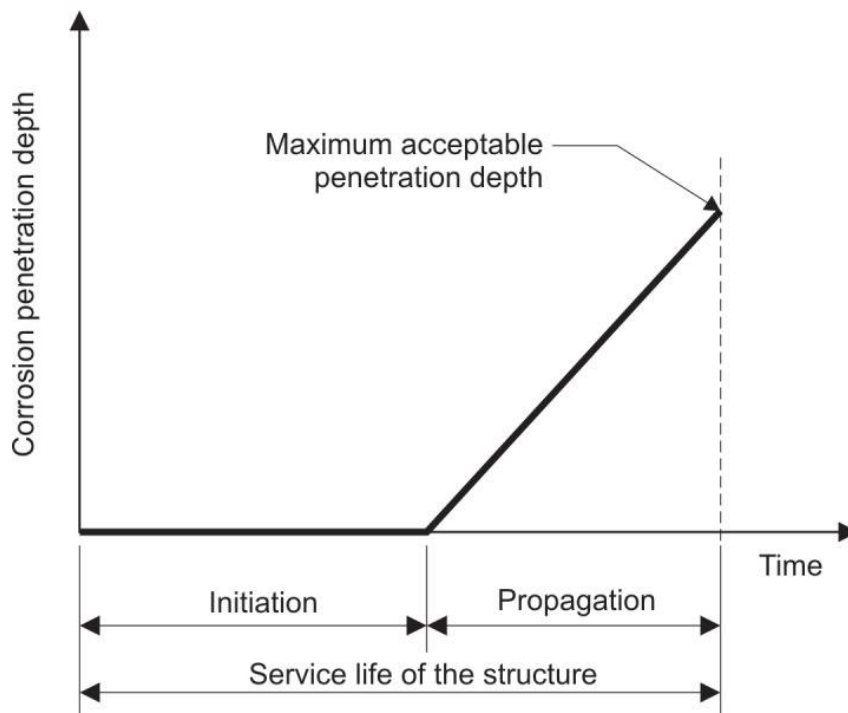 Corrosion penetration depth
Maximum acceptable
penetration depth
Time
Initiation
Propagation
Service life of the structure